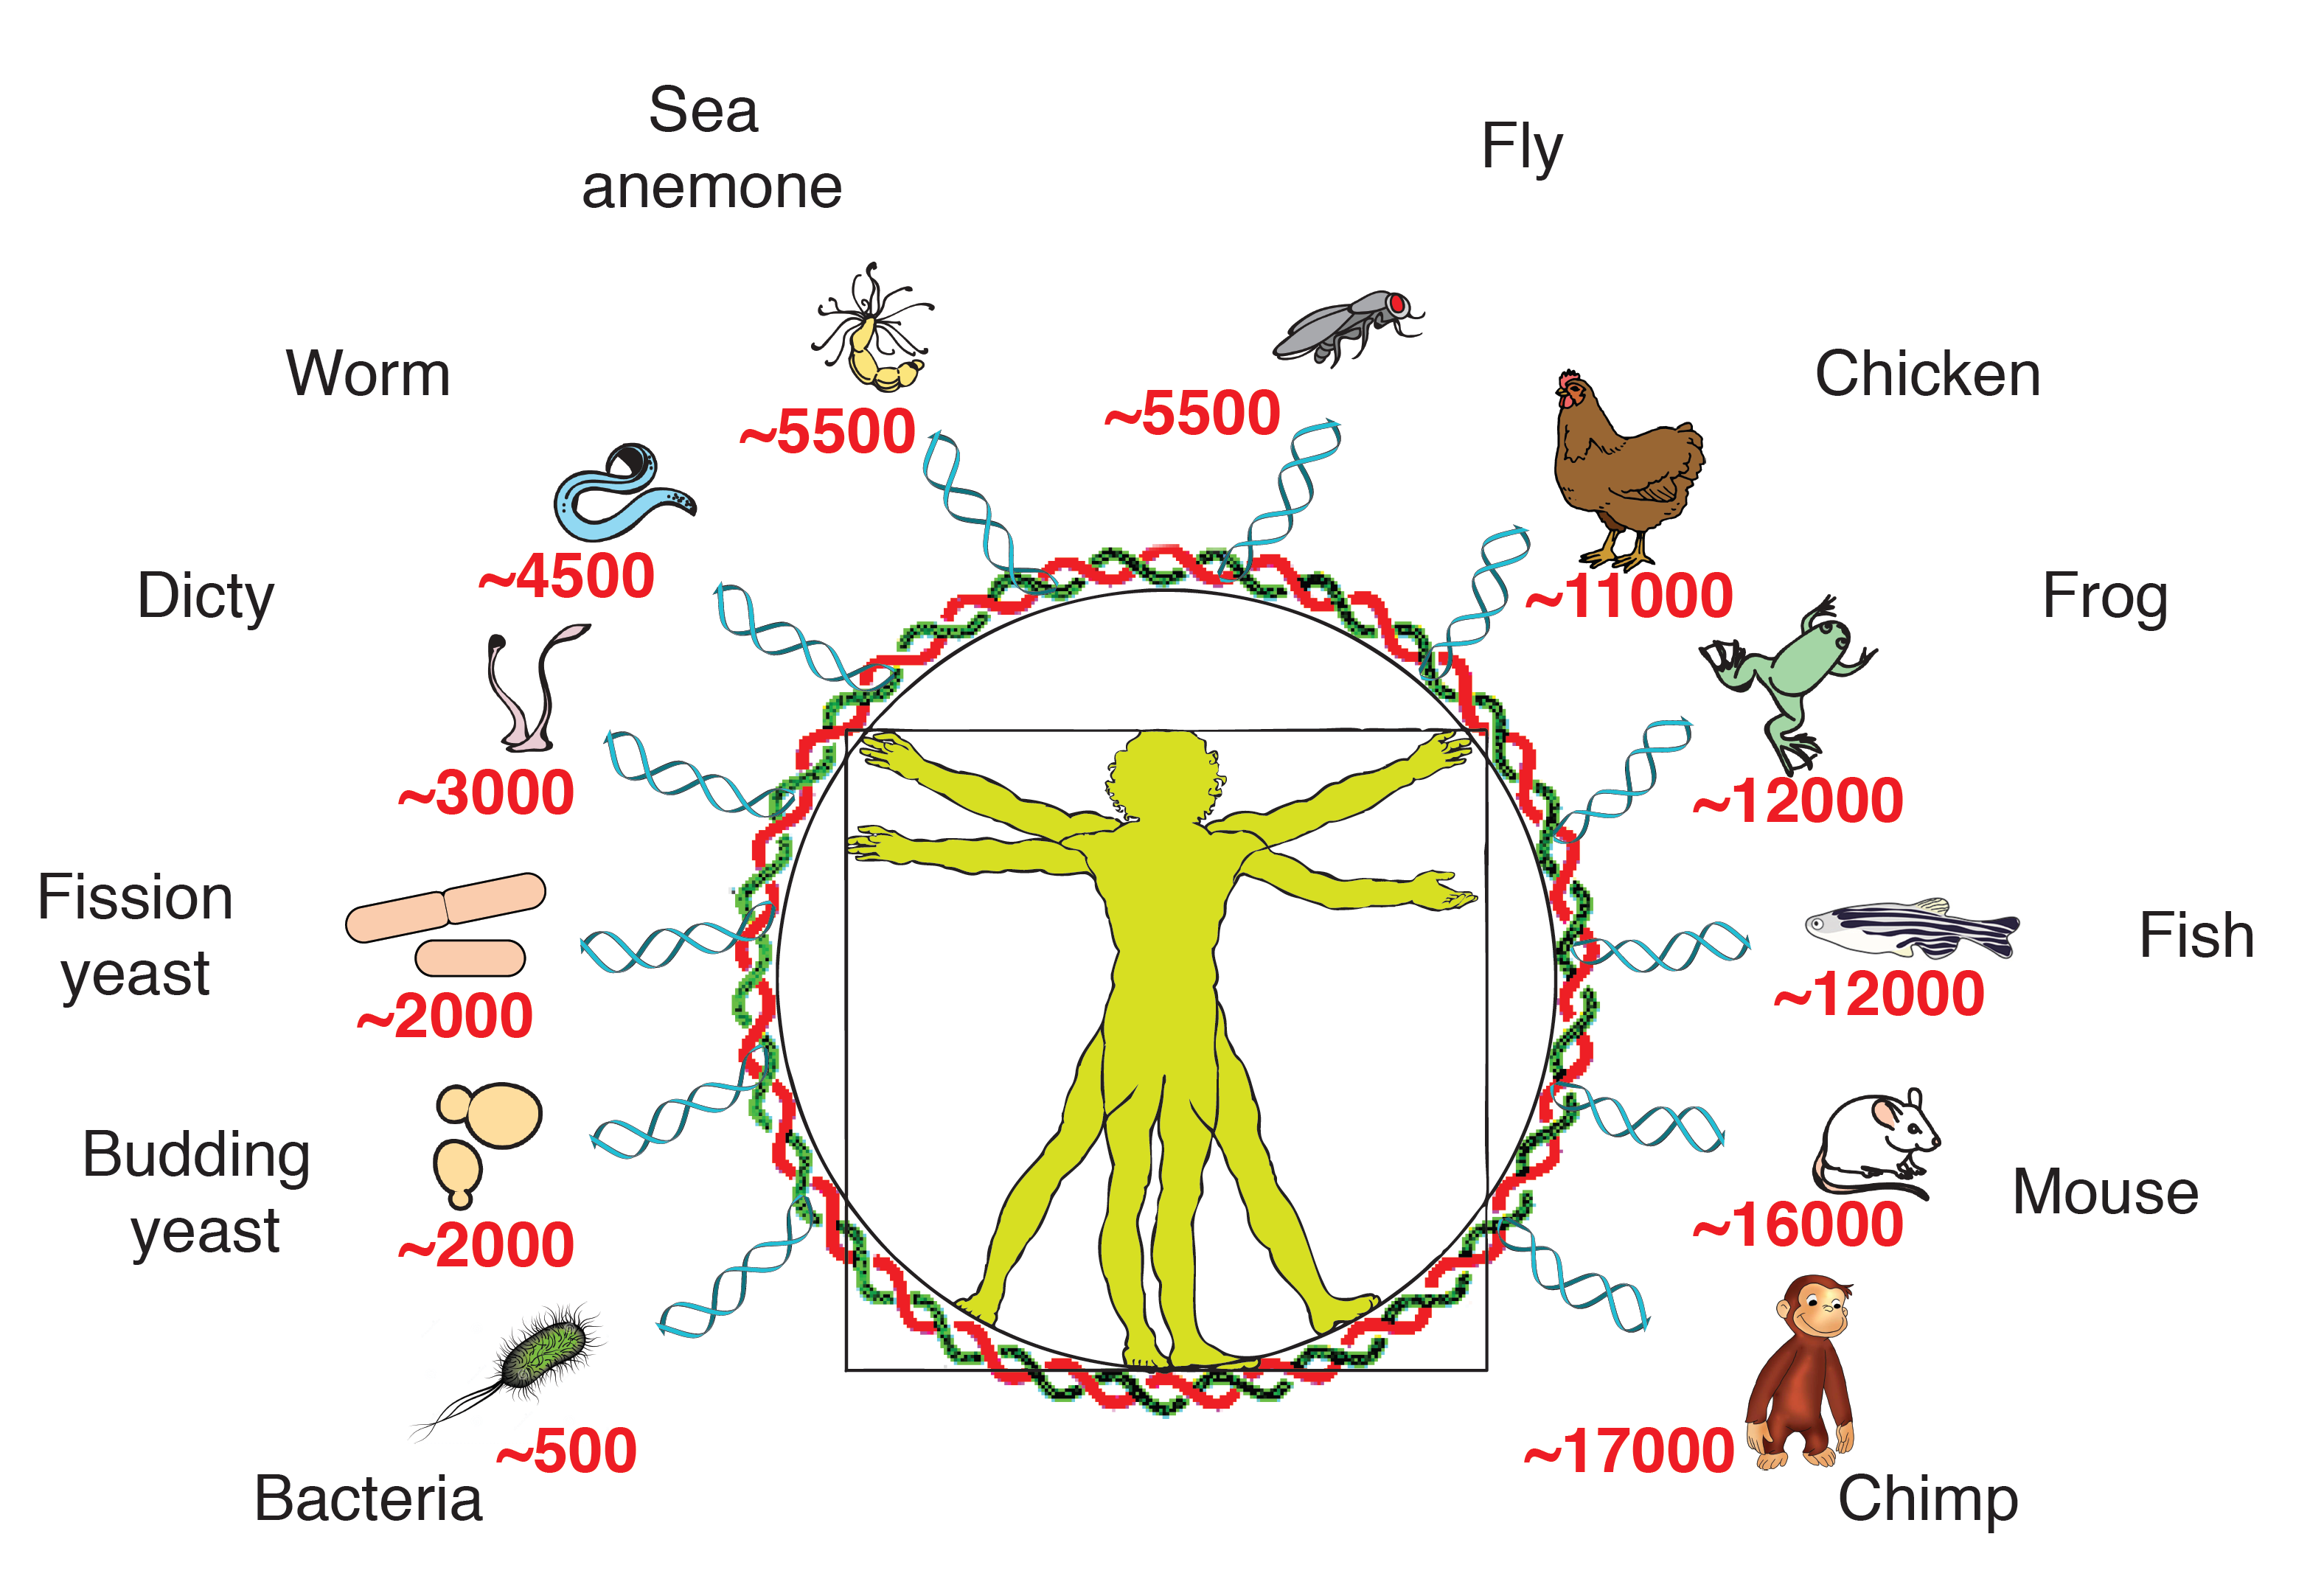 Sea
anemone
~5500
Fly
~5500
Worm
~4500
Chicken
~11000
Dicty
~3000
Frog
~12000
Fission
yeast
~2000
Fish
~12000
Budding
yeast
~2000
Mouse
~16000
Bacteria
~500
Chimp
~17000